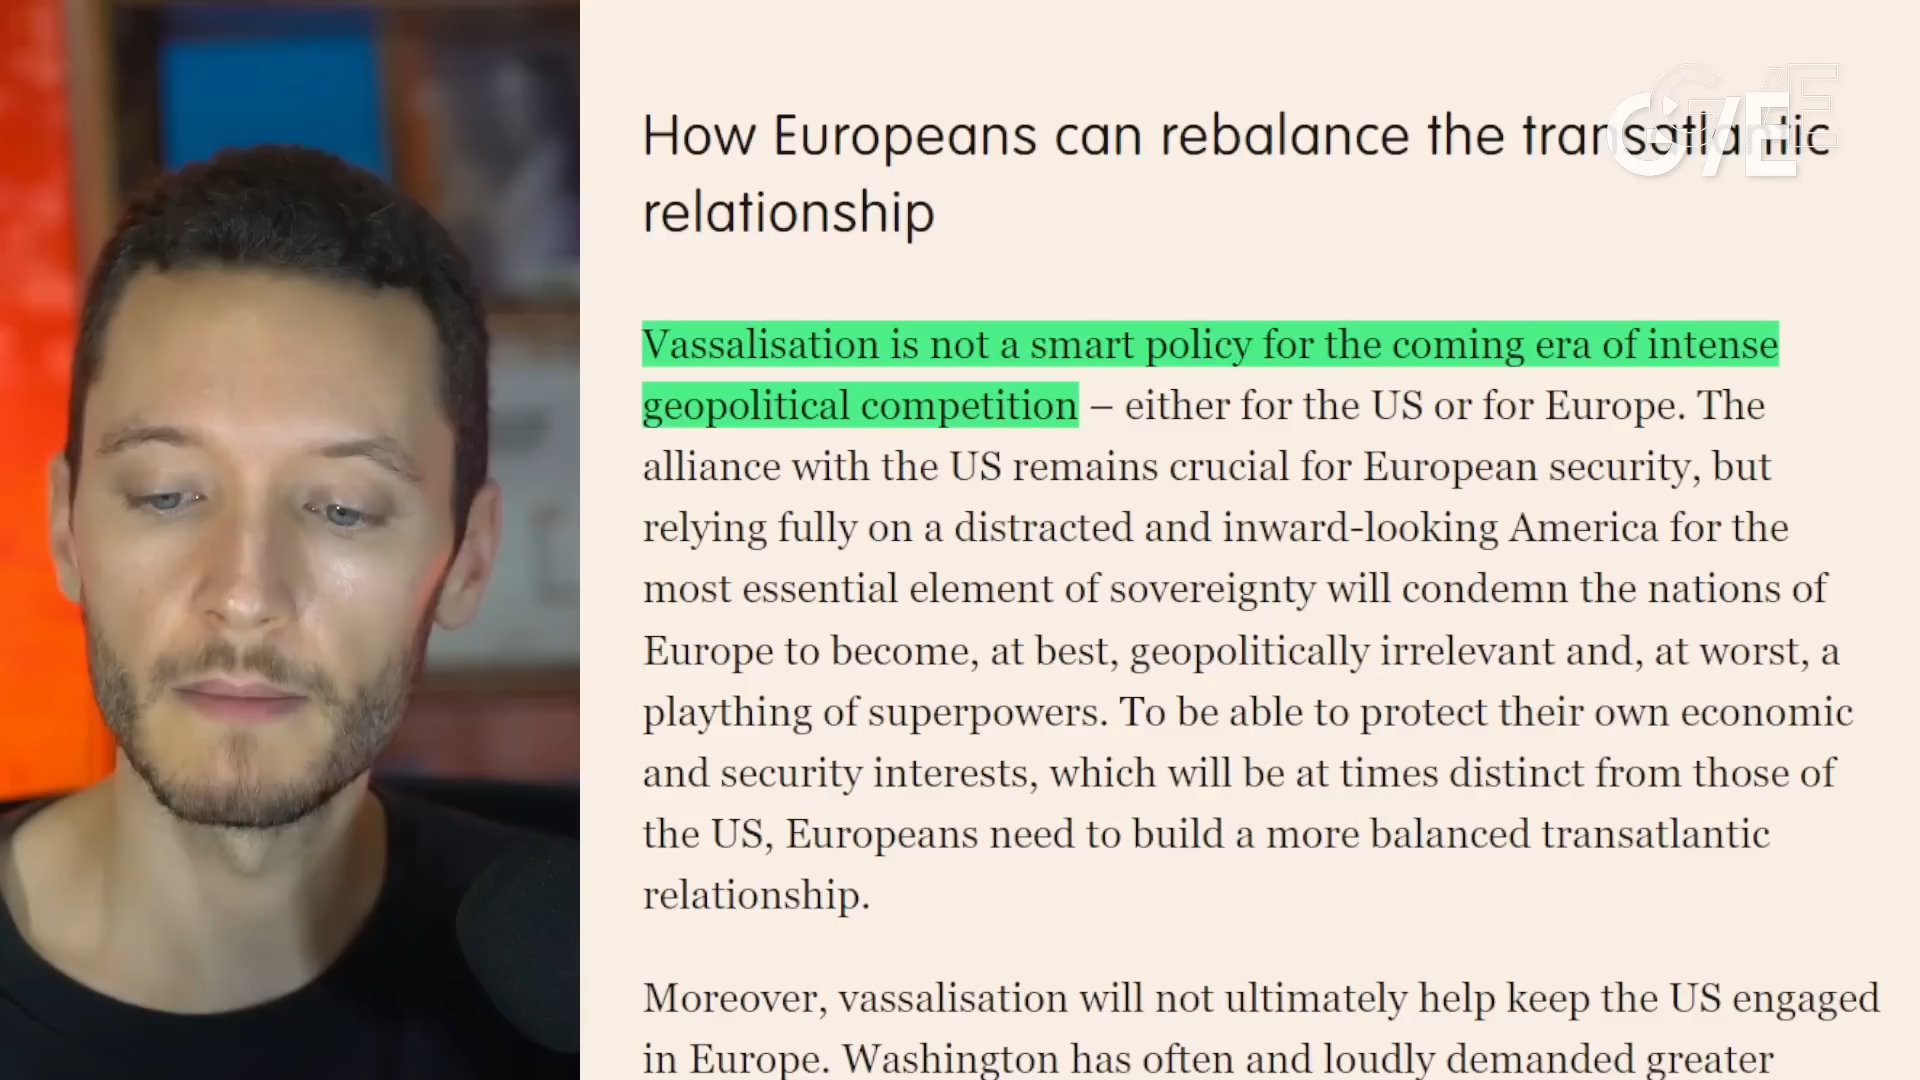 How Europeans can rebalance the transatlantic
relationship
G7E
Vassalisation is not a smart policy for the coming era of intense
geopolitical competition – either for the US or for Europe. The
alliance with the US remains crucial for European security, but
relying fully on a distracted and inward-looking America for the
most essential element of sovereignty will condemn the nations of
Europe to become, at best, geopolitically irrelevant and, at worst, a
plaything of superpowers. To be able to protect their own economic
and security interests, which will be at times distinct from those of
the US, Europeans need to build a more balanced transatlantic
relationship.
Moreover, vassalisation will not ultimately help keep the US engaged
in Europe. Washington has often and loudly demanded greater